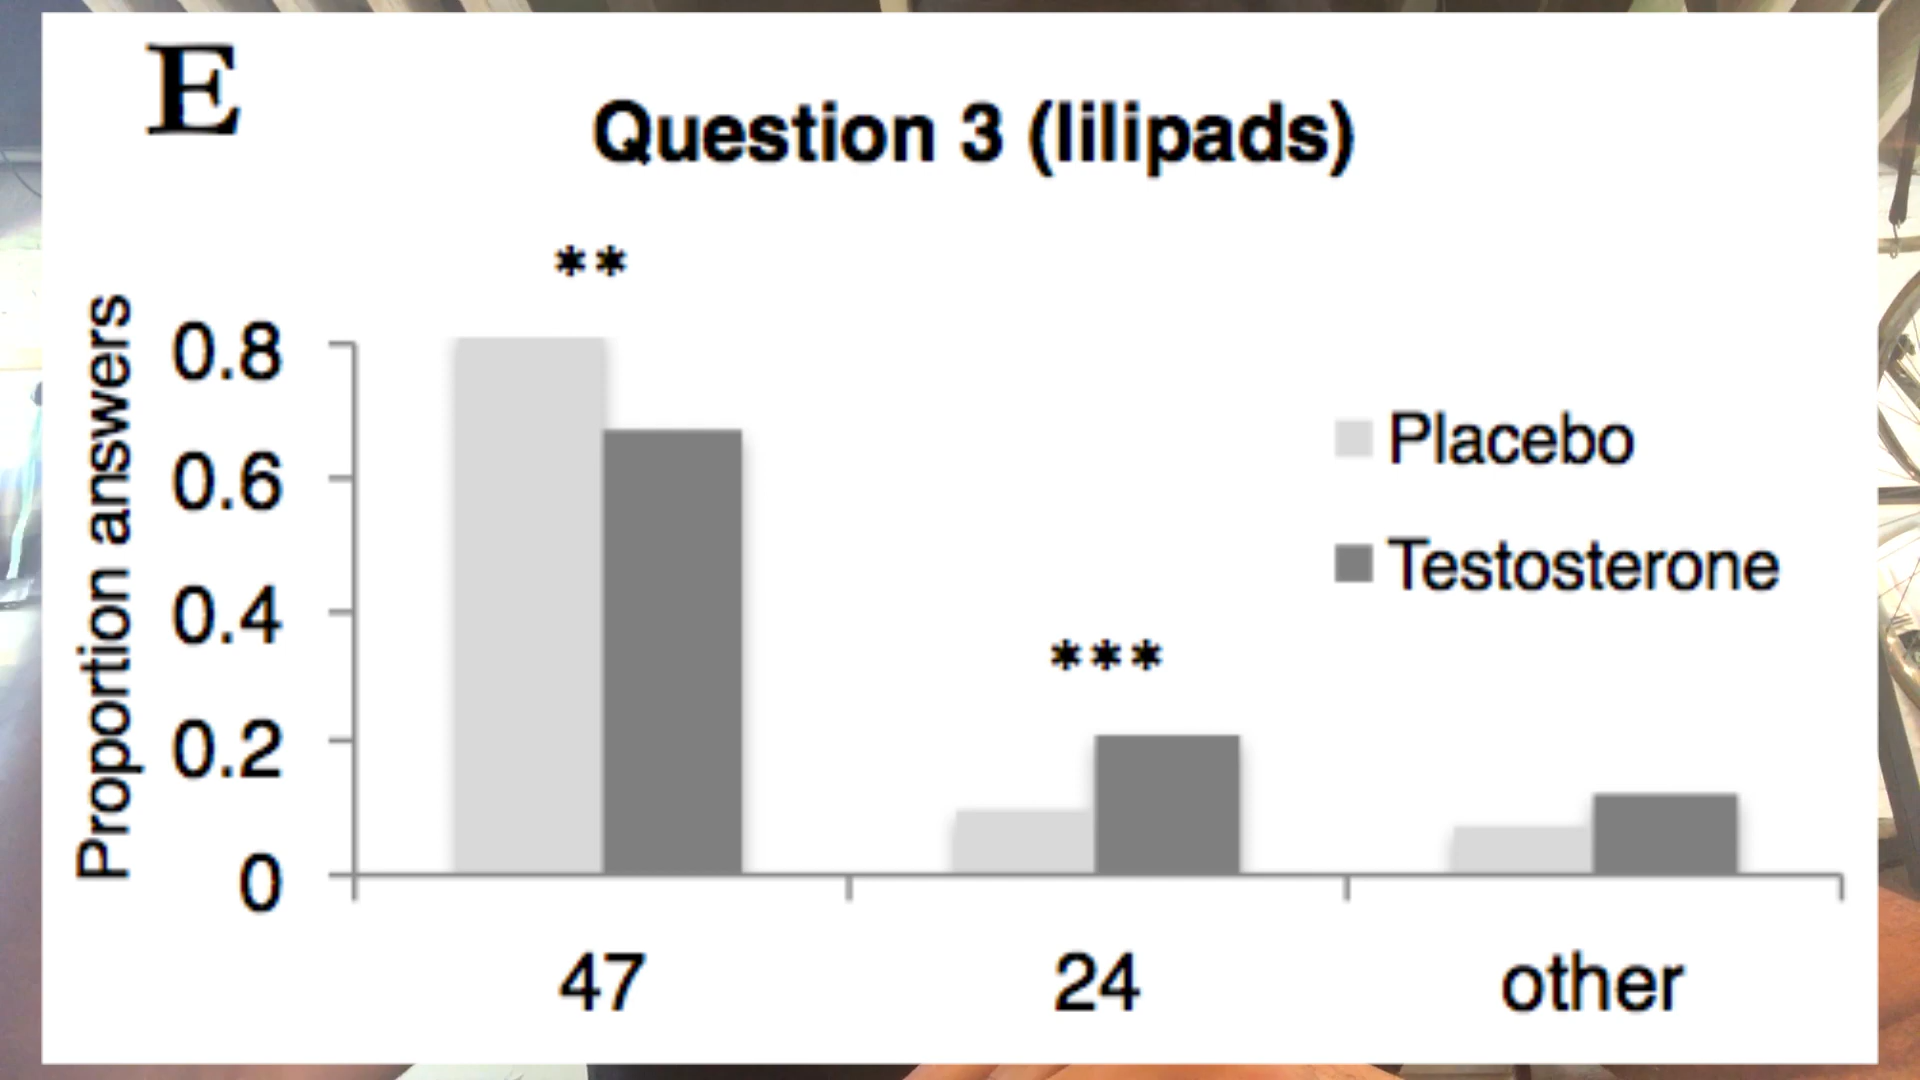 E
Question 3 (lilipads)
**
Proportion answers
0.8
0.6
0.4
0.2
0
Placebo
Testosterone
***
47
24
other